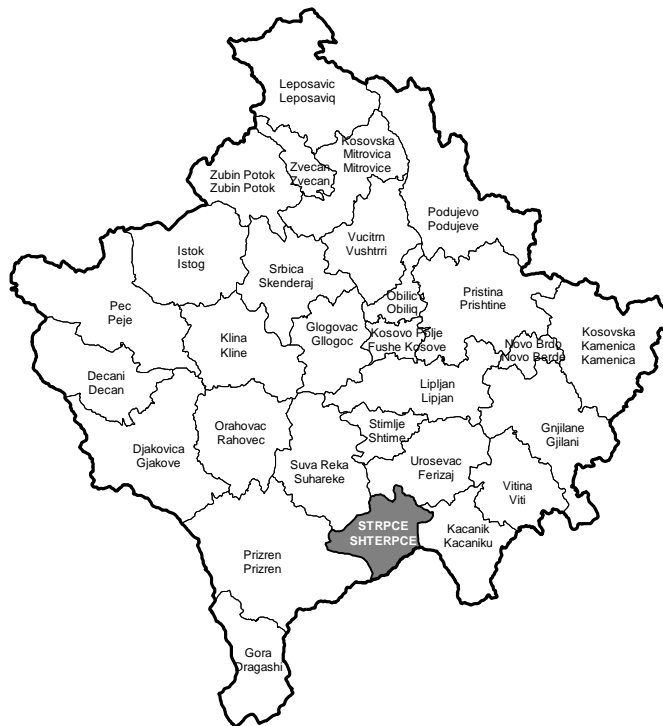 Leposavic
Leposaviq
Kosovska
Mitrovica
Mitrovice
Zvecan
Zvecan
Zubin Potok
Zubin Potok
Podujevo
Podujeve
Vucitrn
Vushtrri
Istok
Istog
Srbica
Skenderaj
Pristina
Prishtine
Obilic
Obiliq
Pec
Peje
Glogovac
Gllogoc
Kosovo Polje
Fushe Kosove
Novo Brdo
Novo Berde
Kosovska
Kamenica
Kamenica
Klina
Kline
Decani
Decan
Lipljan
Lipjan
Orahovac
Rahovec
Stimlje
Shtime
Gnjilane
Gjilani
Djakovica
Gjakove
Suva Reka
Suhareke
Urosevac
Ferizaj
Vitina
Viti
STRPCE
SHTERPCE
Kacanik
Kacaniku
Prizren
Prizren
Gora
Dragashi